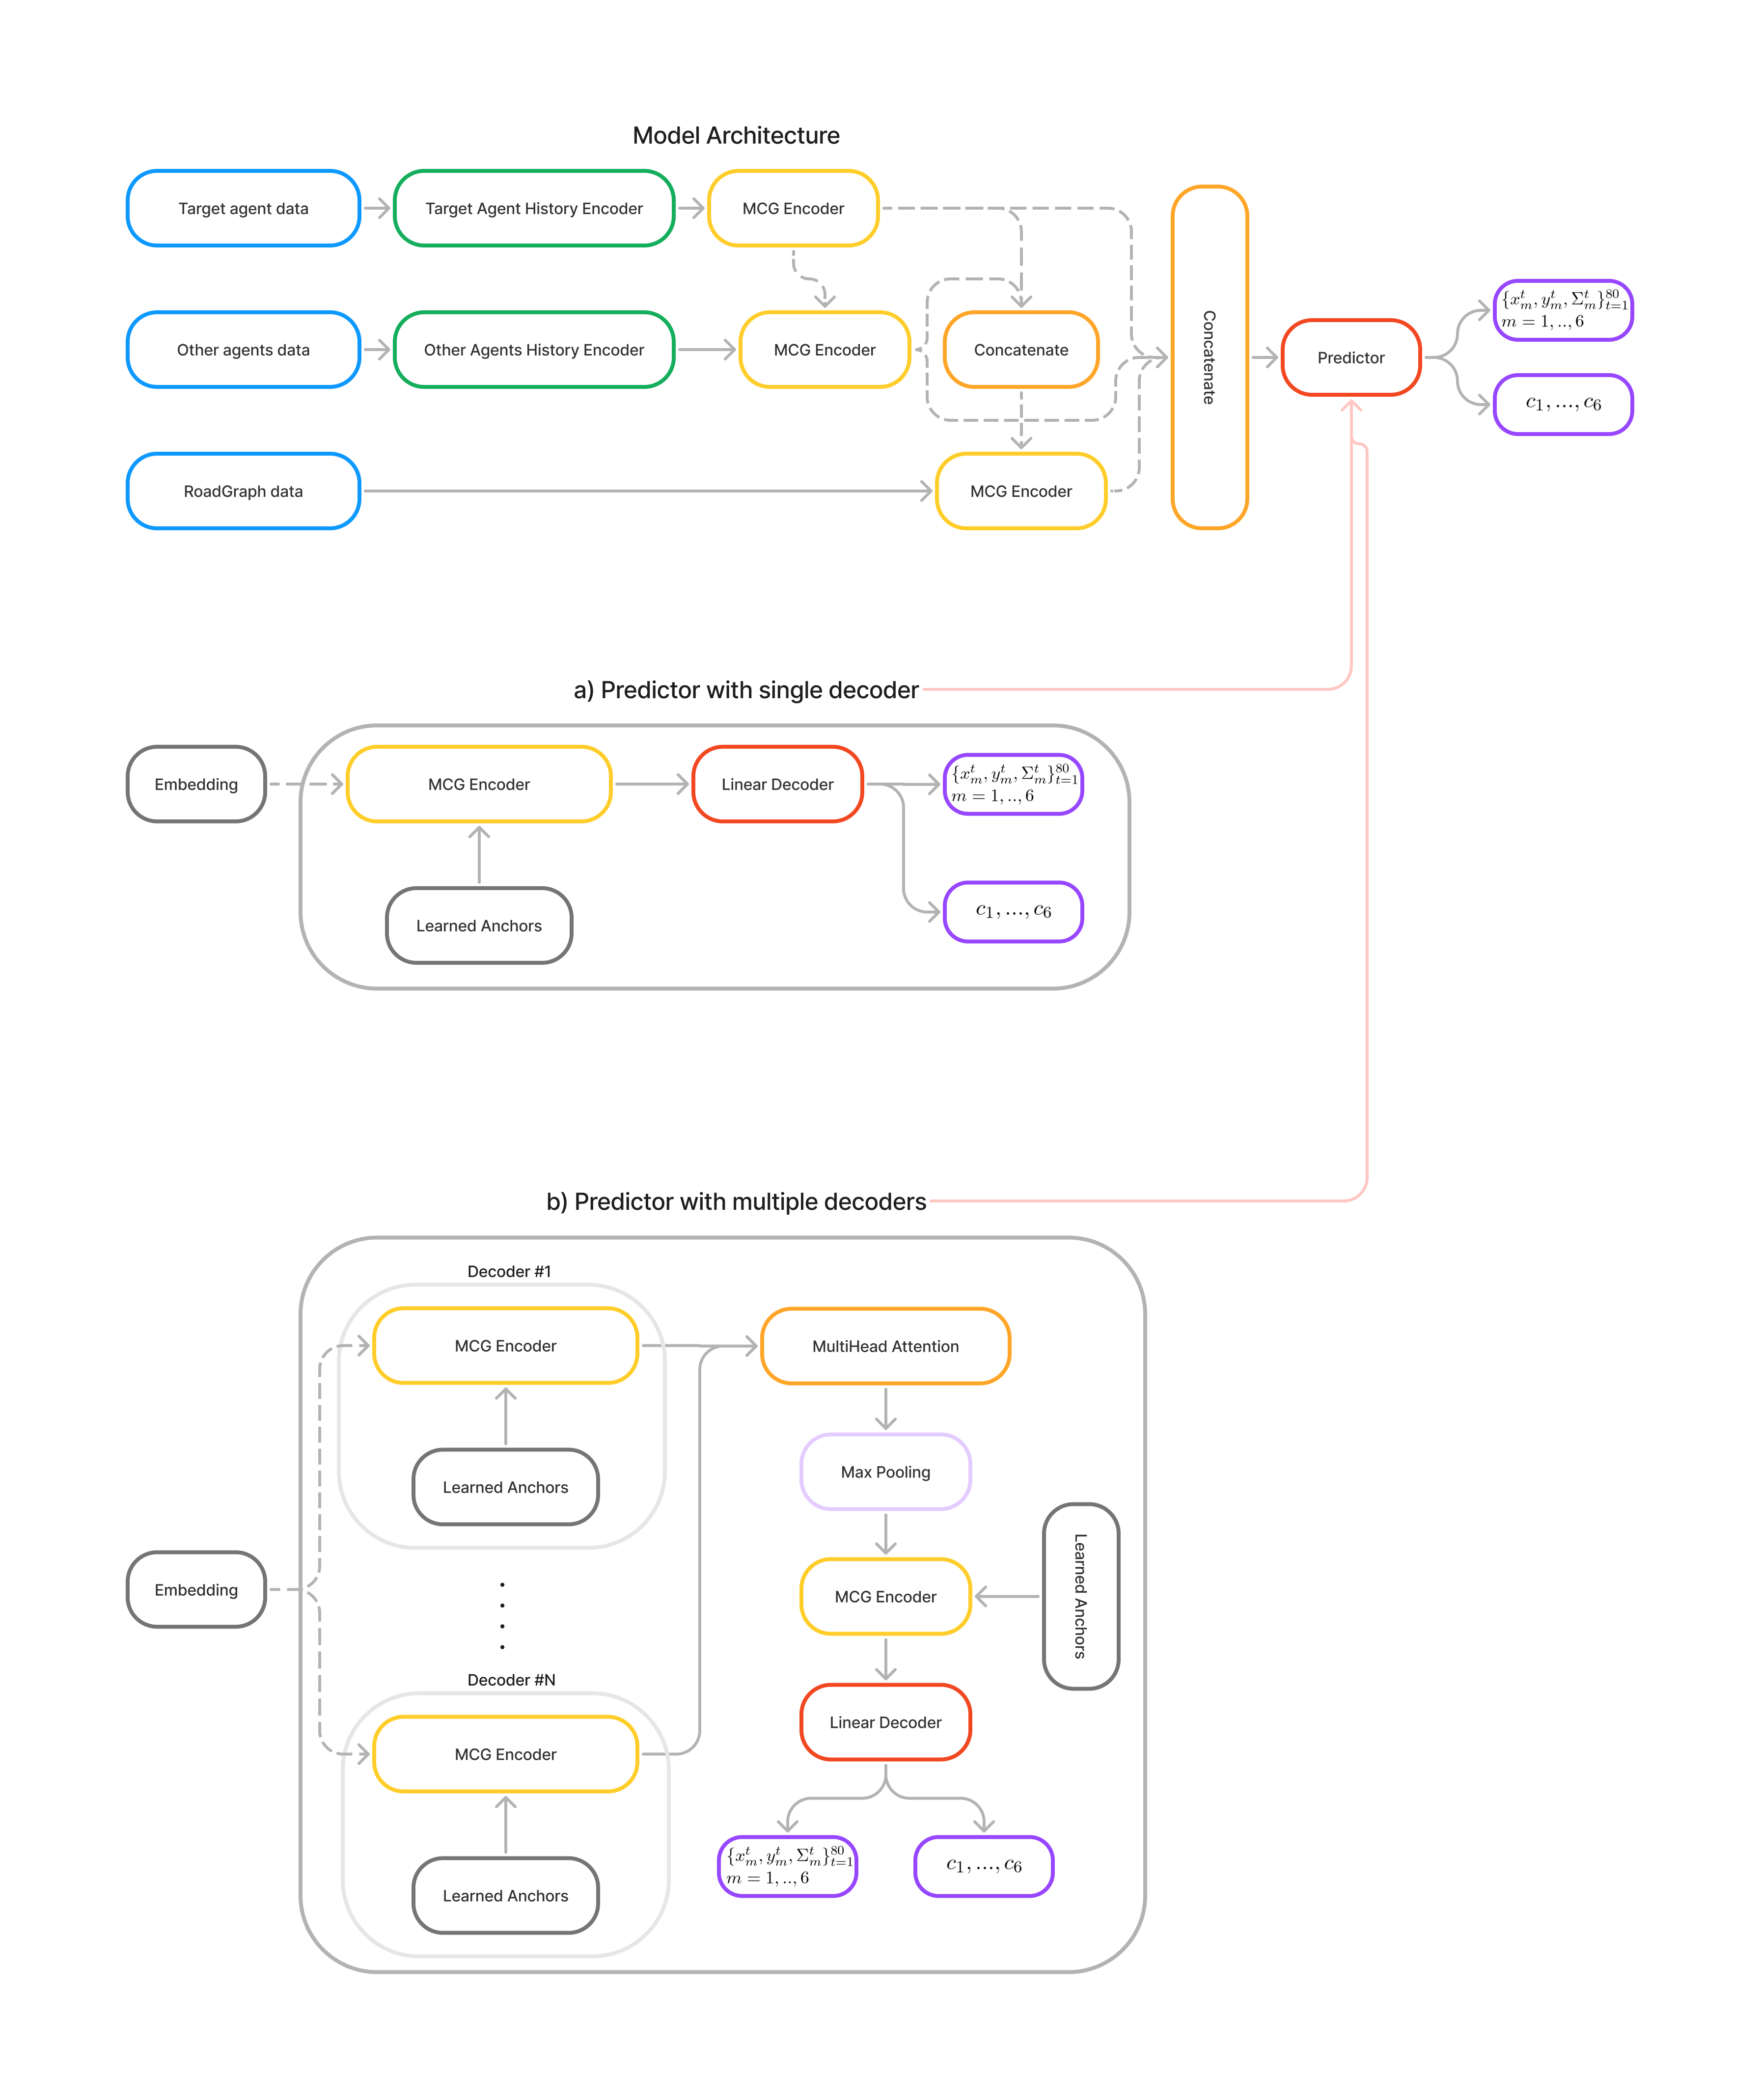 Model Architecture
Target agent data
Target Agent History Encoder
MCG Encoder
Other agents data
Other Agents History Encoder
MCG Encoder
Concatenate
RoadGraph data
MCG Encoder
Concatenate
Predictor
$\{x_m^t, y_m^t, \Sigma_m^t\}_{t=1}^{80}$
$m = 1, .., 6$
$c_1, ..., c_6$
a) Predictor with single decoder
Embedding
MCG Encoder
Linear Decoder
$\{x_m^t, y_m^t, \Sigma_m^t\}_{t=1}^{80}$
$m = 1, .., 6$
Learned Anchors
$c_1, ..., c_6$
b) Predictor with multiple decoders
Decoder #1
MCG Encoder
Learned Anchors
Embedding
Decoder #N
MCG Encoder
Learned Anchors
MultiHead Attention
Max Pooling
MCG Encoder
Learned Anchors
Linear Decoder
$\{x_m^t, y_m^t, \Sigma_m^t\}_{t=1}^{80}$
$m = 1, .., 6$
$c_1, ..., c_6$